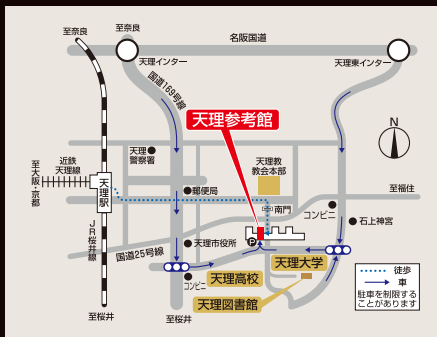 至奈良
至奈良
名阪国道
天理インター
天理東インター
国道169号線
天理参考館
N
天理
警察署
天理教
教会本部
近鉄
天理線
至大阪・京都
天理駅
郵便局
至福住
南門
コンビニ
石上神宮
JR桜井線
国道25号線
天理市役所
P
天理大学
コンビニ
天理高校
天理図書館
徒歩
車
駐車を制限する
ことがあります
至桜井
至桜井